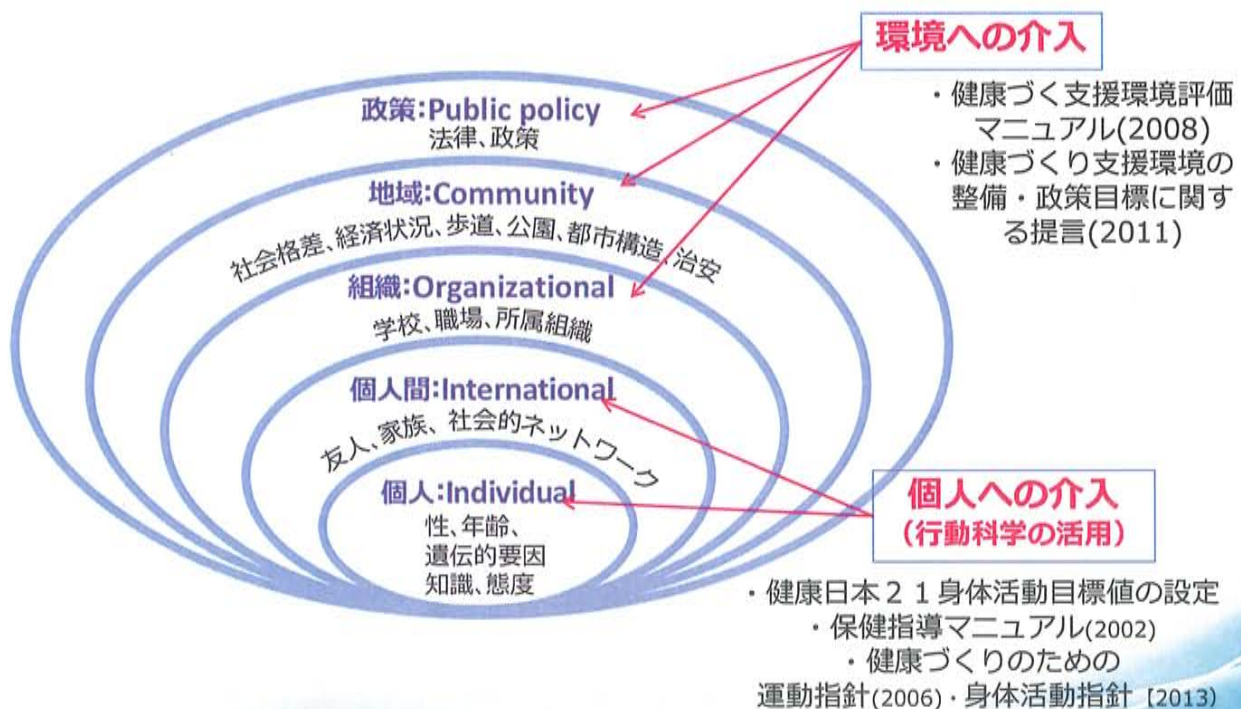 環境への介入
・健康づく支援環境評価
マニュアル(2008)
・健康づくり支援環境の
整備・政策目標に関す
る提言(2011)
政策:Public policy
法律、政策
地域:Community
社会格差、経済状況、歩道、公園、都市構造、治安
組織:Organizational
学校、職場、所属組織
個人間:International
友人、家族、社会的ネットワーク
個人:Individual
性、年齢、
遺伝的要因
知識、態度
個人への介入
(行動科学の活用)
・健康日本21身体活動目標値の設定
・保健指導マニュアル(2002)
・健康づくりのための
運動指針(2006)・身体活動指針［2013）